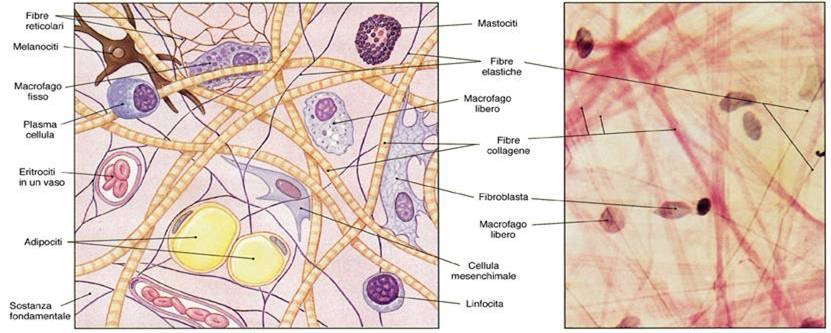 Fibre
reticolari
Melanociti
Macrofago
fisso
Plasma
cellula
Eritrociti
in un vaso
Adipociti
Sostanza
fondamentale
Mastociti
Fibre
elastiche
Macrofago
libero
Fibre
collagene
Fibroblasta
Macrofago
libero
Cellula
mesenchimale
Linfocita